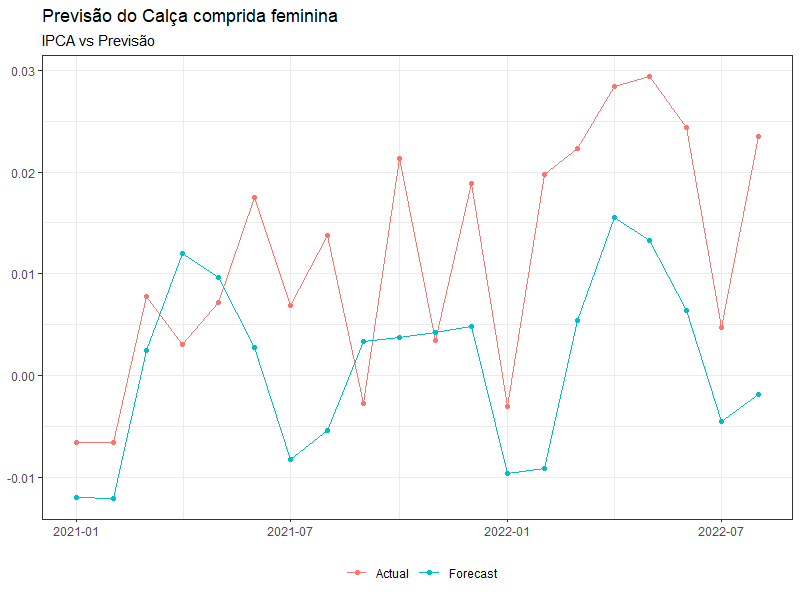 Previsão do Calça comprida feminina
IPCA vs Previsão
0.03
0.02
0.01
0.00
-0.01
2021-01 2021-07 2022-01 2022-07
Actual Forecast